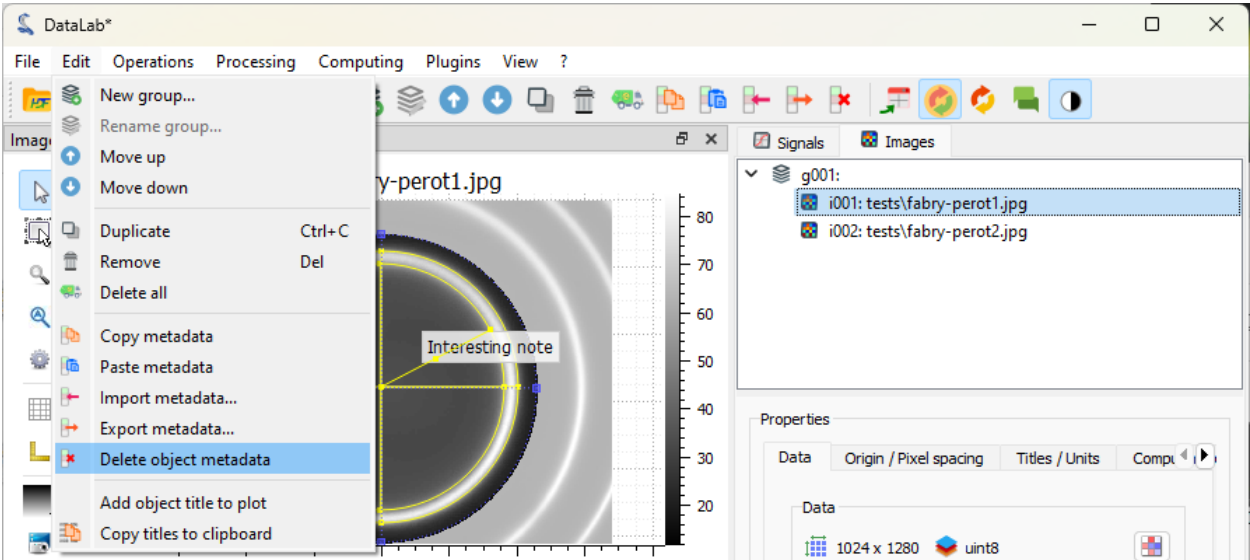 DataLab*
File Edit Operations Processing Computing Plugins View ?
HDF
New group...
Rename group...
Move up
Move down
Duplicate Ctrl+C
Remove Del
Delete all
Copy metadata
Paste metadata
Import metadata...
Export metadata...
Delete object metadata
Add object title to plot
Copy titles to clipboard
Imag
y-perot1.jpg
Interesting note
80
70
60
50
40
30
20
Signals Images
g001:
i001: tests\fabry-perot1.jpg
i002: tests\fabry-perot2.jpg
Properties
Data Origin / Pixel spacing Titles / Units Compu
Data
1024 x 1280 uint8